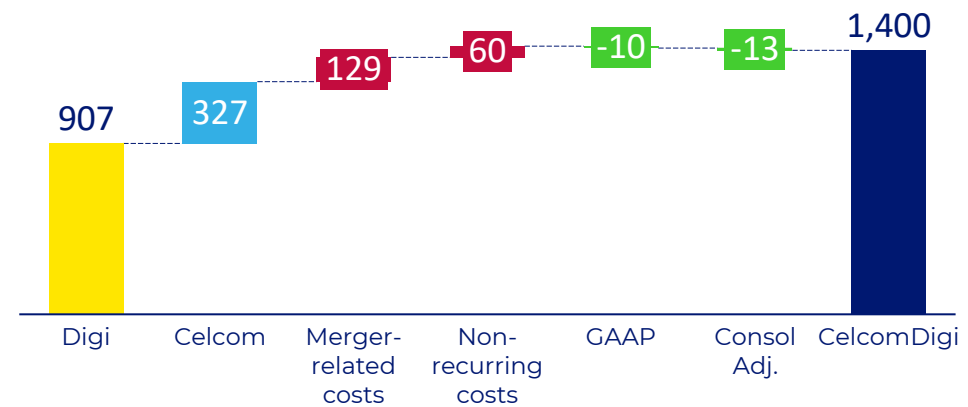 907
327
129
60
-10
-13
1,400
Digi
Celcom
Merger-
related
costs
Non-
recurring
costs
GAAP
Consol
Adj.
CelcomDigi